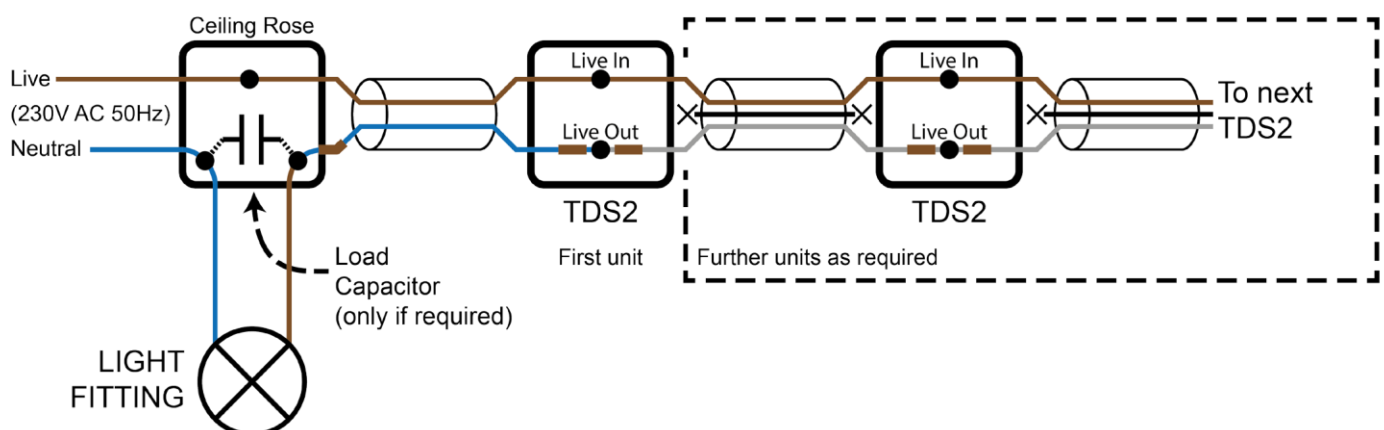 Ceiling Rose
Live
(230V AC 50Hz)
Neutral
Live In
Live Out
TDS2
First unit
Live In
Live Out
TDS2
Further units as required
To next
TDS2
Load
Capacitor
(only if required)
LIGHT
FITTING